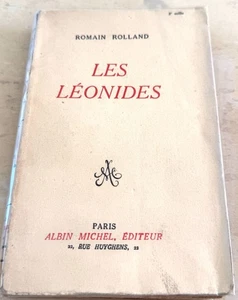 ROMAIN ROLLAND
LES
LÉONIDES
PARIS
ALBIN MICHEL, ÉDITEUR
22, RUE HUYGHENS, 22